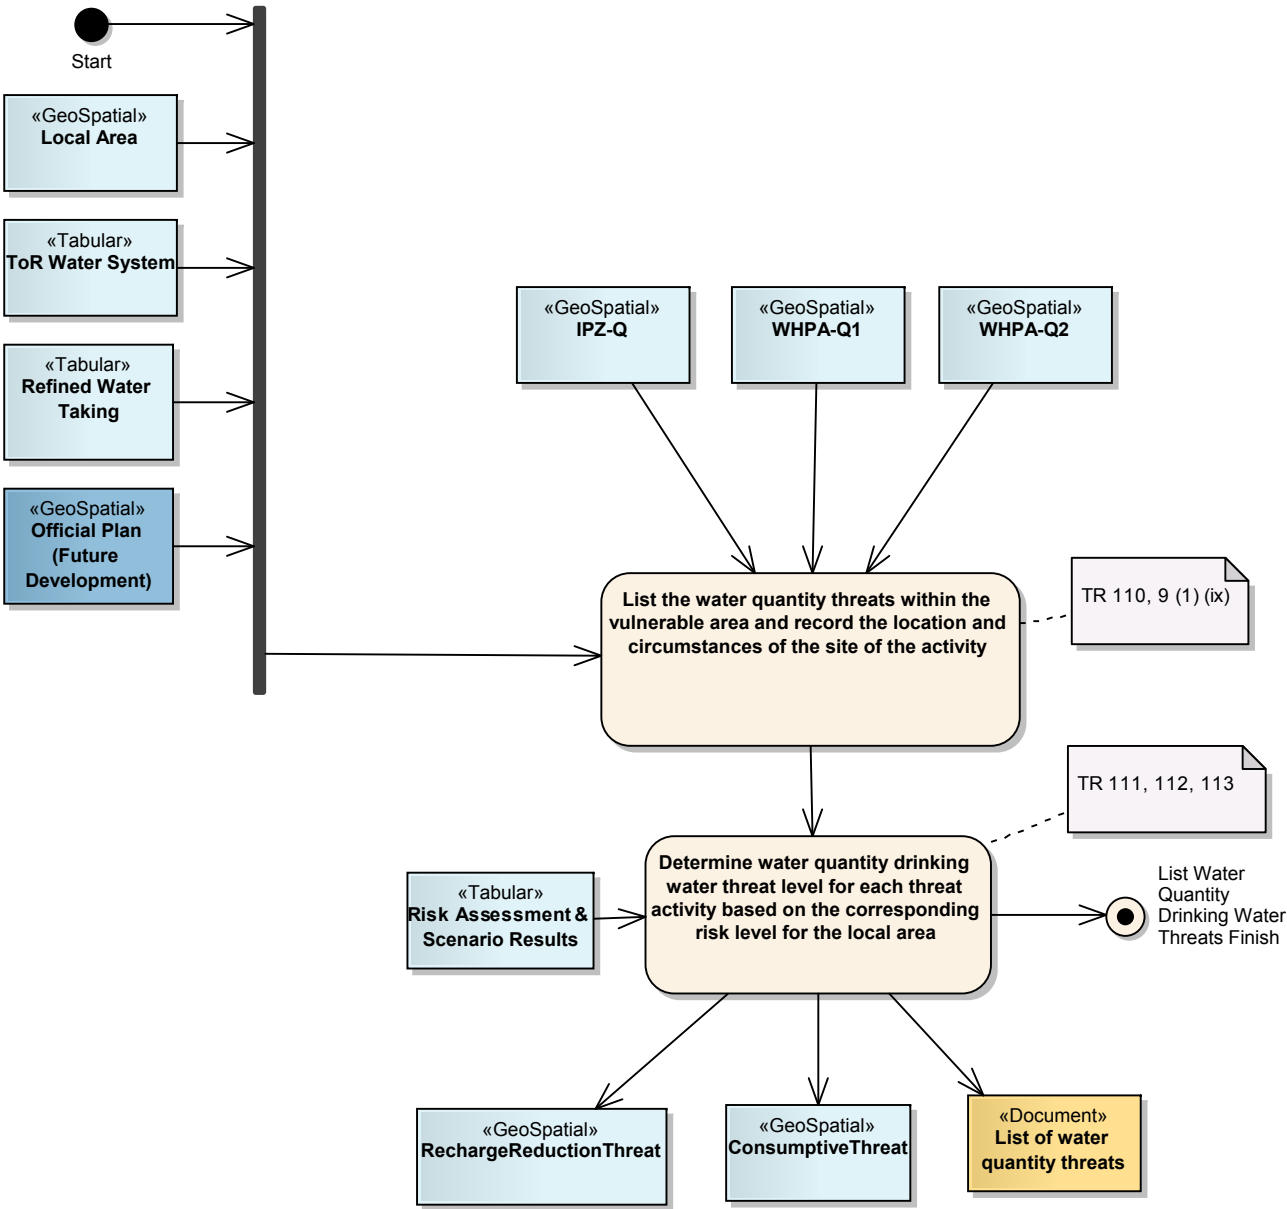 Start
«GeoSpatial»
Local Area
«Tabular»
ToR Water System
«Tabular»
Refined Water
Taking
«GeoSpatial»
Official Plan
(Future
Development)
«GeoSpatial»
IPZ-Q
«GeoSpatial»
WHPA-Q1
«GeoSpatial»
WHPA-Q2
List the water quantity threats within the
vulnerable area and record the location and
circumstances of the site of the activity
TR 110, 9 (1) (ix)
TR 111, 112, 113
Determine water quantity drinking
water threat level for each threat
activity based on the corresponding
risk level for the local area
«Tabular»
Risk Assessment &
Scenario Results
List Water
Quantity
Drinking Water
Threats Finish
«GeoSpatial»
RechargeReductionThreat
«GeoSpatial»
ConsumptiveThreat
«Document»
List of water
quantity threats